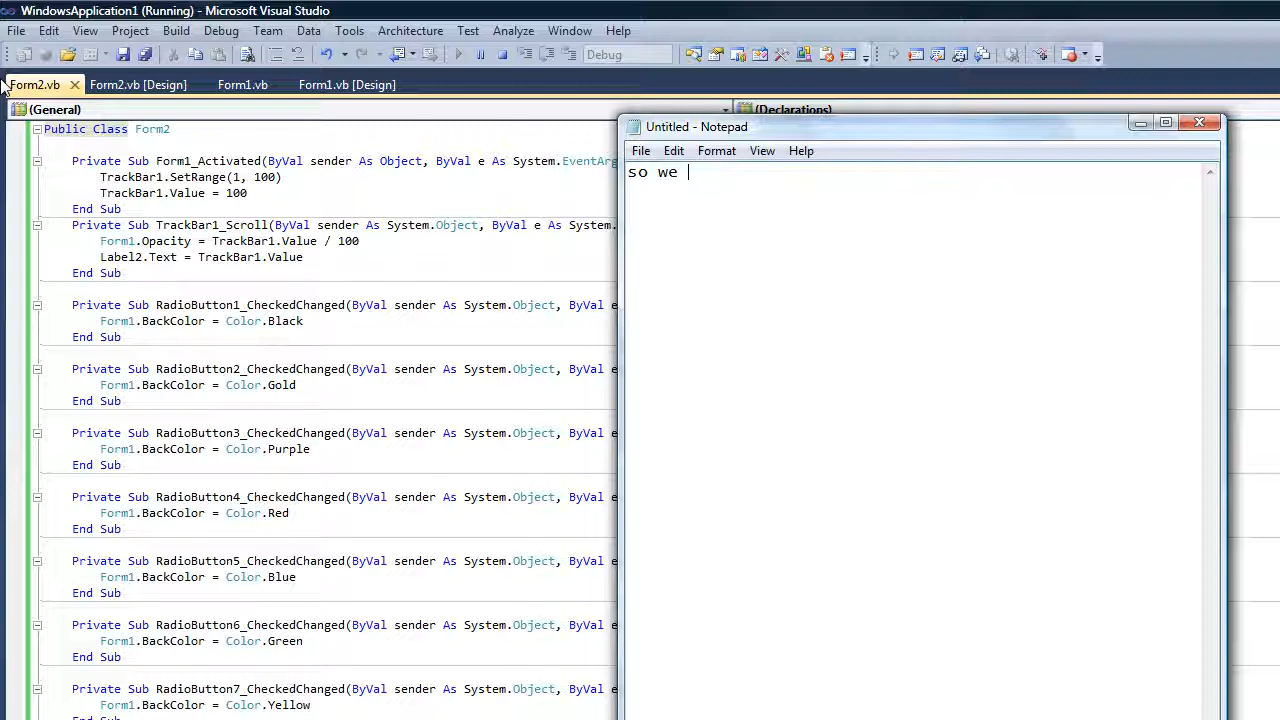 WindowsApplication1 (Running) - Microsoft Visual Studio
File Edit View Project Build Debug Team Data Tools Architecture Test Analyze Window Help
Debug
Form2.vb Form2.vb [Design] Form1.vb Form1.vb [Design]
(General) (Declarations)
Public Class Form2
Private Sub Form1_Activated(ByVal sender As Object, ByVal e As System.EventArg
TrackBar1.SetRange(1, 100)
TrackBar1.Value = 100
End Sub
Private Sub TrackBar1_Scroll(ByVal sender As System.Object, ByVal e As System.
Form1.Opacity = TrackBar1.Value / 100
Label2.Text = TrackBar1.Value
End Sub
Private Sub RadioButton1_CheckedChanged(ByVal sender As System.Object, ByVal e
Form1.BackColor = Color.Black
End Sub
Private Sub RadioButton2_CheckedChanged(ByVal sender As System.Object, ByVal e
Form1.BackColor = Color.Gold
End Sub
Private Sub RadioButton3_CheckedChanged(ByVal sender As System.Object, ByVal e
Form1.BackColor = Color.Purple
End Sub
Private Sub RadioButton4_CheckedChanged(ByVal sender As System.Object, ByVal e
Form1.BackColor = Color.Red
End Sub
Private Sub RadioButton5_CheckedChanged(ByVal sender As System.Object, ByVal e
Form1.BackColor = Color.Blue
End Sub
Private Sub RadioButton6_CheckedChanged(ByVal sender As System.Object, ByVal e
Form1.BackColor = Color.Green
End Sub
Private Sub RadioButton7_CheckedChanged(ByVal sender As System.Object, ByVal e
Form1.BackColor = Color.Yellow
End Sub
Untitled - Notepad
File Edit Format View Help
so we